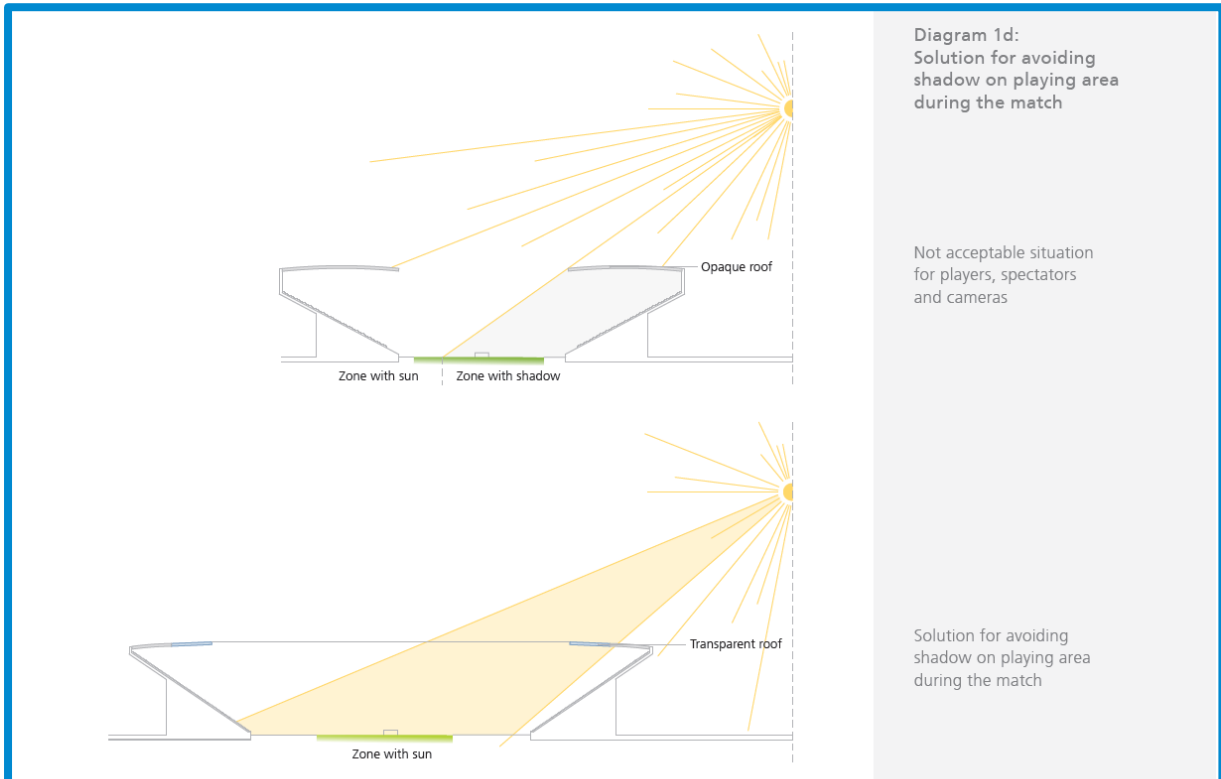 Diagram 1d:
Solution for avoiding
shadow on playing area
during the match
Not acceptable situation
for players, spectators
and cameras
Opaque roof
Zone with sun
Zone with shadow
Transparent roof
Solution for avoiding
shadow on playing area
during the match
Zone with sun